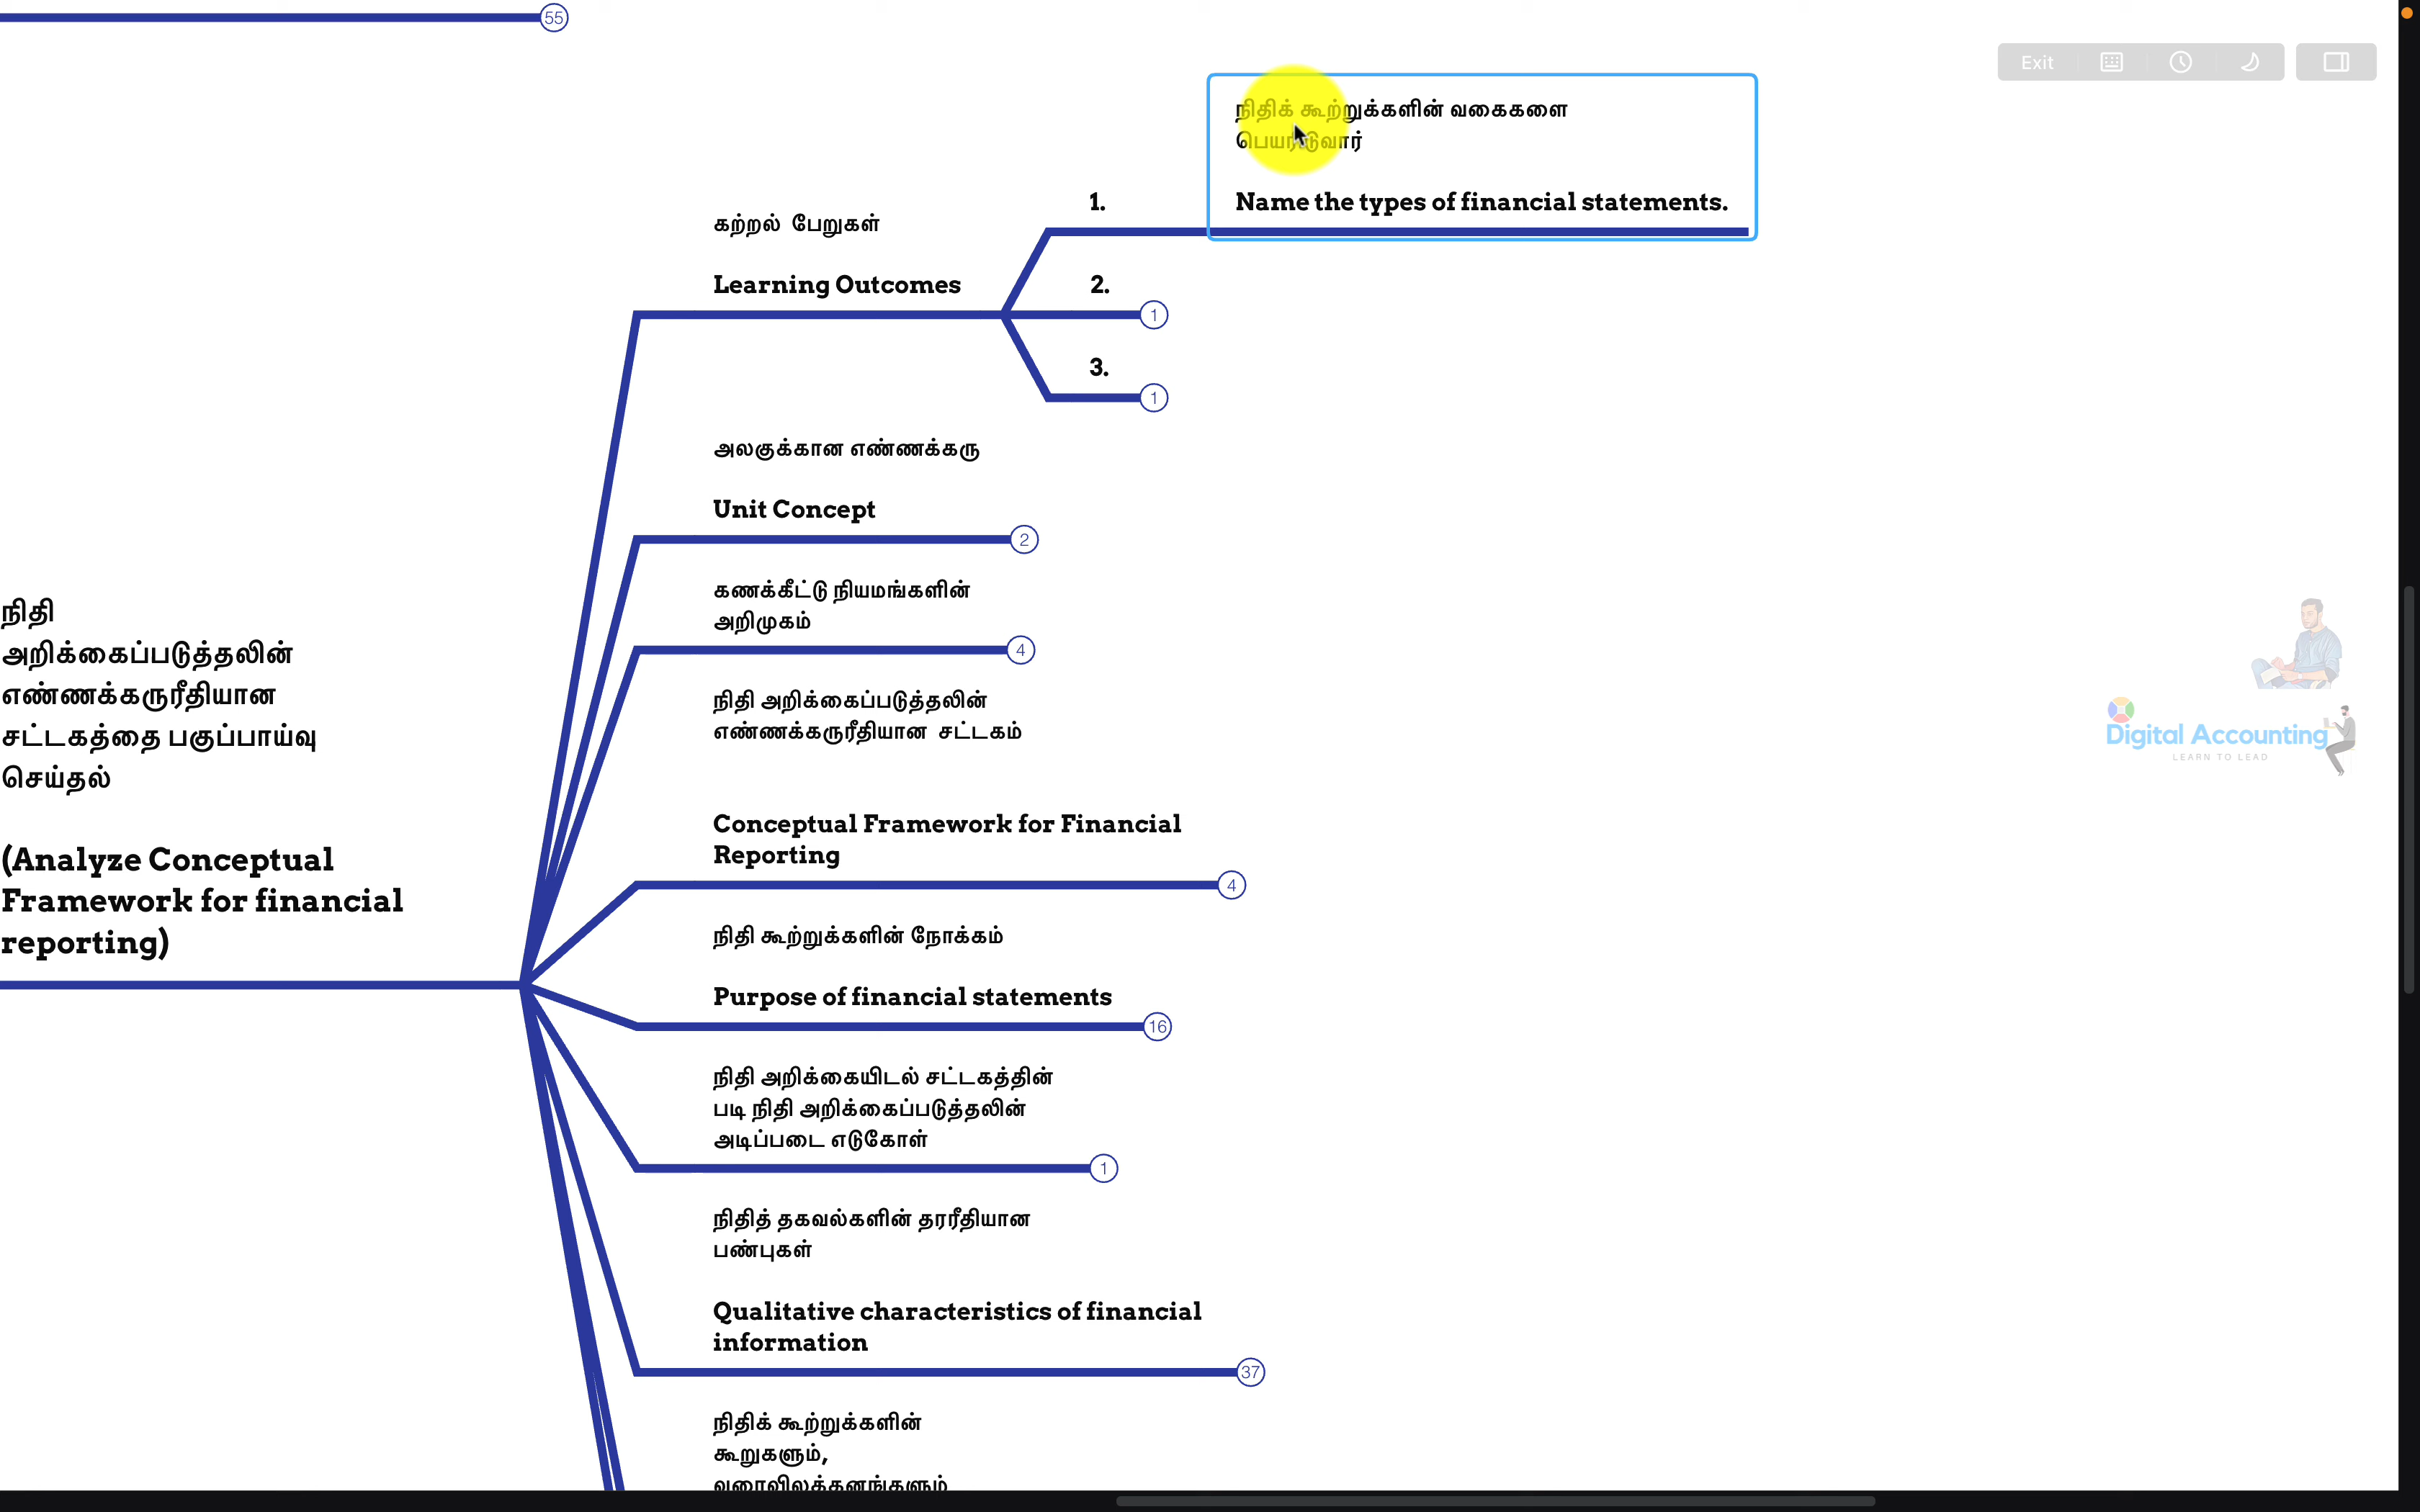 55
Exit
நிதிக் கூற்றுக்களின் வகைகளை
பெயரிடுவார்
Name the types of financial statements.
1.
கற்றல் பேறுகள்
Learning Outcomes
2.
1
3.
1
அலகுக்கான எண்ணக்கரு
Unit Concept
2
கணக்கீட்டு நியமங்களின்
அறிமுகம்
4
நிதி அறிக்கைப்படுத்தலின்
எண்ணக்கருரீதியான சட்டகம்
Conceptual Framework for Financial
Reporting
4
நிதி
அறிக்கைப்படுத்தலின்
எண்ணக்கருரீதியான
சட்டகத்தை பகுப்பாய்வு
செய்தல்
(Analyze Conceptual
Framework for financial
reporting)
நிதி கூற்றுக்களின் நோக்கம்
Purpose of financial statements
16
நிதி அறிக்கையிடல் சட்டகத்தின்
படி நிதி அறிக்கைப்படுத்தலின்
அடிப்படை எடுகோள்
1
நிதித் தகவல்களின் தரரீதியான
பண்புகள்
Qualitative characteristics of financial
information
37
நிதிக் கூற்றுக்களின்
கூறுகளும்,
வரைவிலக்கணங்களும்
Digital Accounting
LEARN TO LEAD